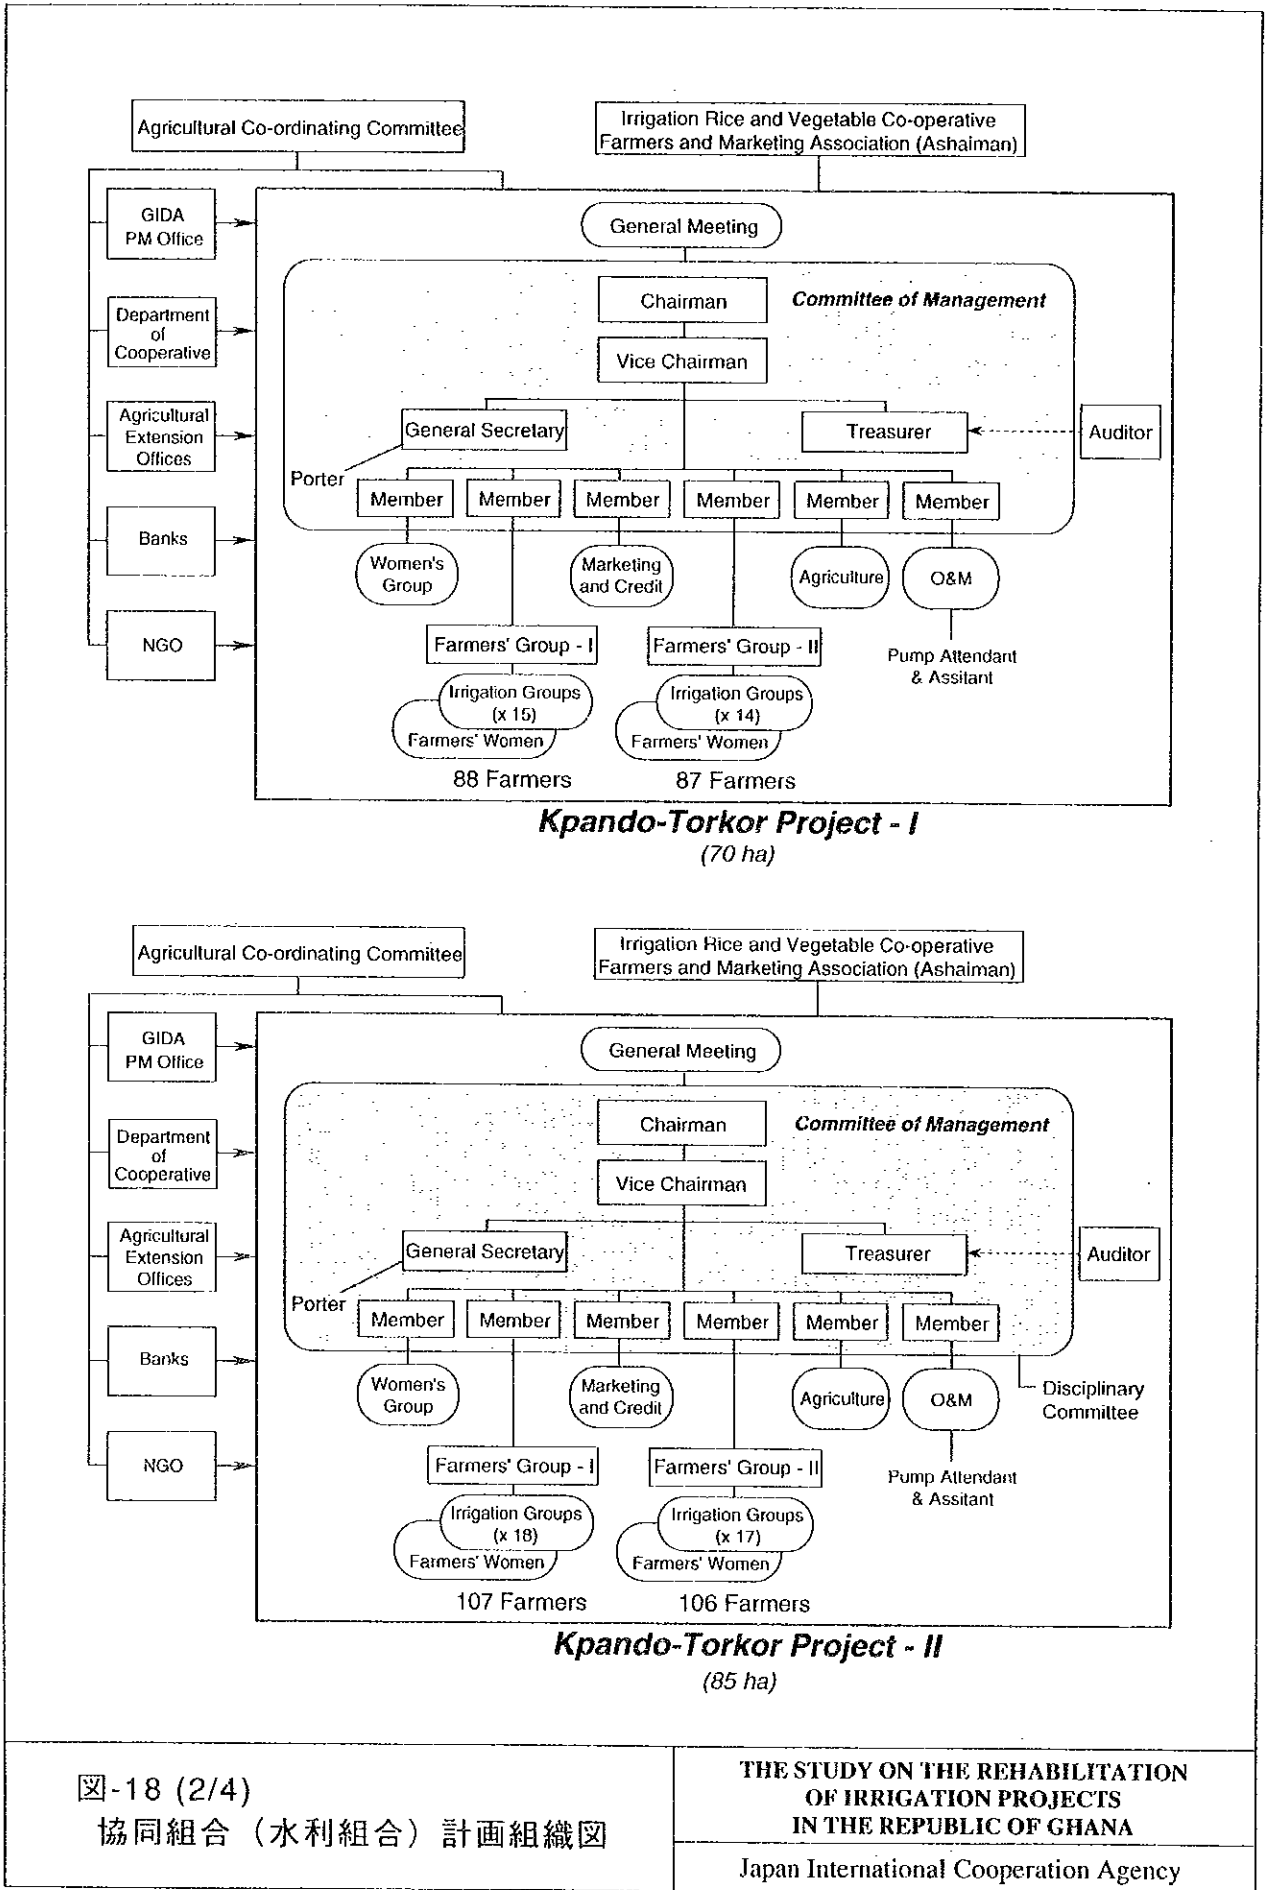 Agricultural Co-ordinating Committee
Irrigation Rice and Vegetable Co-operative
Farmers and Marketing Association (Ashaiman)
GIDA
PM Office
General Meeting
Chairman
Committee of Management
Department
of
Cooperative
Vice Chairman
Agricultural
Extension
Offices
General Secretary
Treasurer
Auditor
Porter
Member
Member
Member
Member
Member
Member
Banks
Women's
Group
Marketing
and Credit
Agriculture
O&M
NGO
Farmers' Group - I
Farmers' Group - II
Pump Attendant
& Assitant
Irrigation Groups
(x 15)
Farmers' Women
Irrigation Groups
(x 14)
Farmers' Women
88 Farmers
87 Farmers
Kpando-Torkor Project - I
(70 ha)
Agricultural Co-ordinating Committee
Irrigation Rice and Vegetable Co-operative
Farmers and Marketing Association (Ashaiman)
GIDA
PM Office
General Meeting
Chairman
Committee of Management
Department
of
Cooperative
Vice Chairman
Agricultural
Extension
Offices
General Secretary
Treasurer
Auditor
Porter
Member
Member
Member
Member
Member
Member
Banks
Women's
Group
Marketing
and Credit
Agriculture
O&M
Disciplinary
Committee
NGO
Farmers' Group - I
Farmers' Group - II
Pump Attendant
& Assitant
Irrigation Groups
(x 18)
Farmers' Women
Irrigation Groups
(x 17)
Farmers' Women
107 Farmers
106 Farmers
Kpando-Torkor Project - II
(85 ha)
図-18 (2/4)
協同組合（水利組合）計画組織図
THE STUDY ON THE REHABILITATION
OF IRRIGATION PROJECTS
IN THE REPUBLIC OF GHANA
Japan International Cooperation Agency